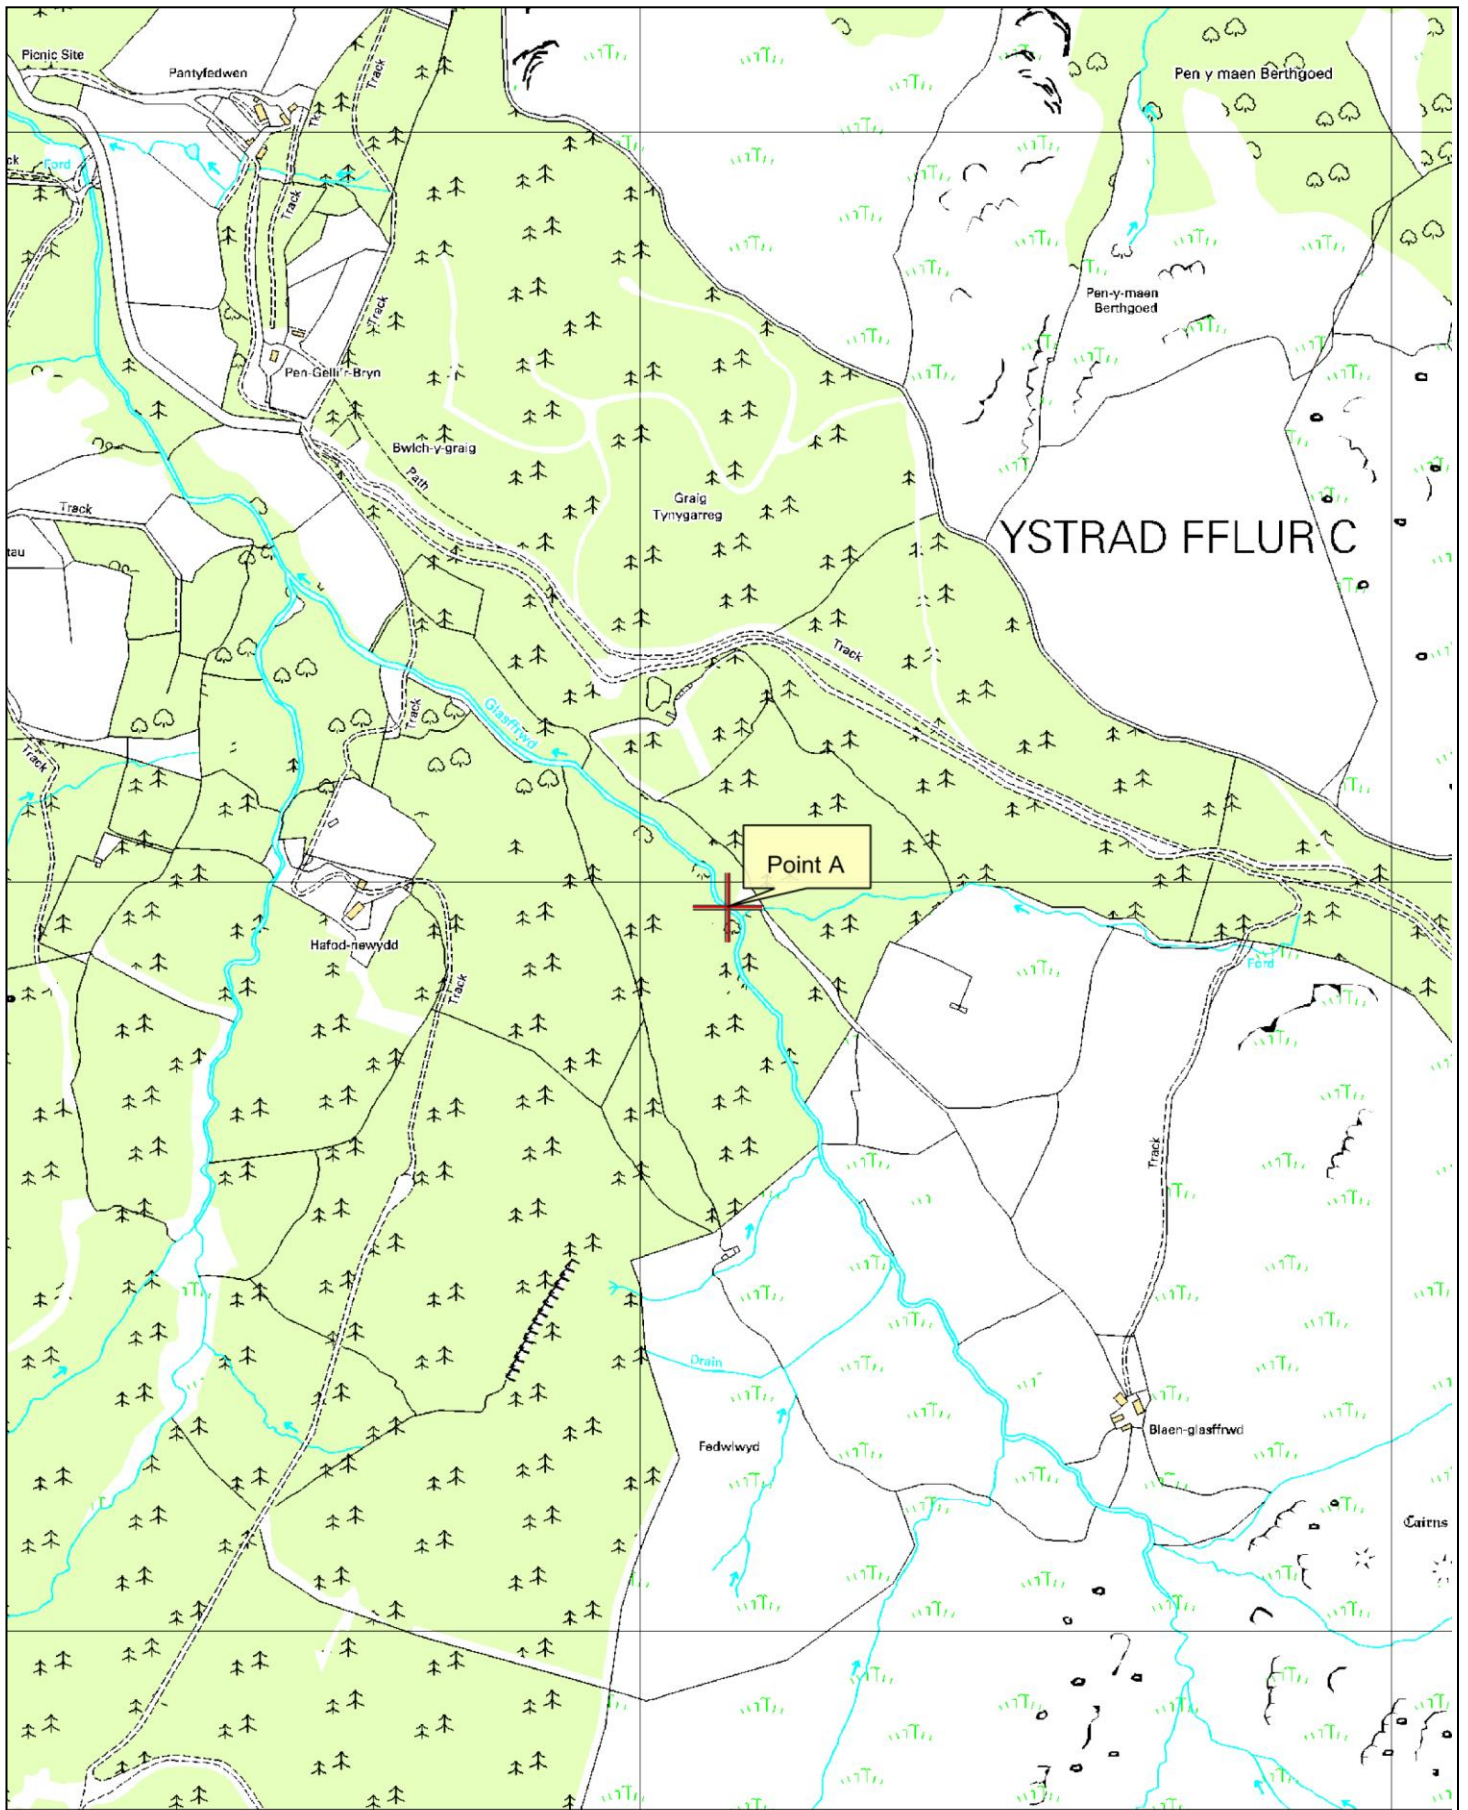 Picnic Site
Pantyfedwen
Track
Pen y maen Berthgoed
Ford
Track
Track
Pen-y-maen
Berthgoed
Pen-Gelli'r-Bryn
Bwlch-y-graig
Path
Graig
Tynygarreg
Track
YSTRAD FFLUR C
tau
Track
Track
Glasffrwd
Track
Point A
Hafod-newydd
Track
Ford
Track
Drain
Fedwlwyd
Blaen-glasffrwd
Cairns